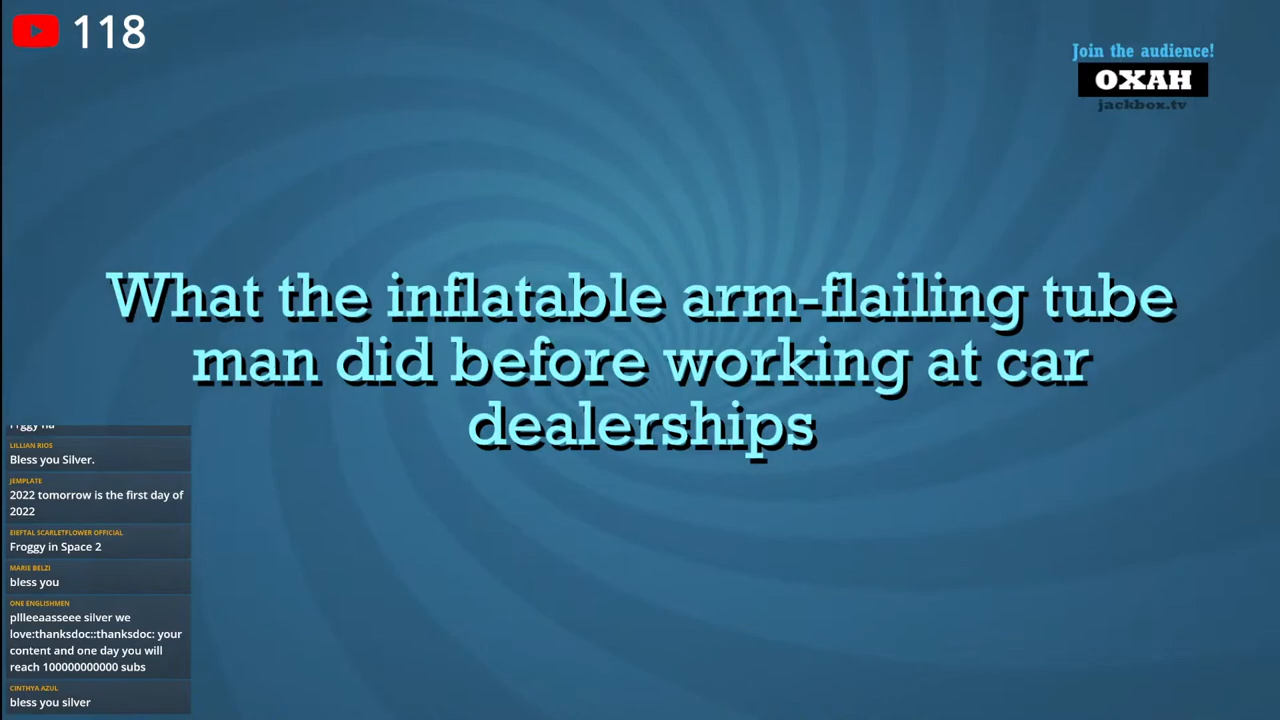 118
Join the audience!
OXAH
jackbox.tv
What the inflatable arm-flailing tube
man did before working at car
dealerships
LILLIAN RIOS
Bless you Silver.
JEMPLATE
2022 tomorrow is the first day of
2022
EIEFTAL SCARLETFLOWER OFFICIAL
Froggy in Space 2
MARIE BELZI
bless you
ONE ENGLISHMEN
pllleeaasseee silver we
love:thanksdoc::thanksdoc: your
content and one day you will
reach 100000000000 subs
CINTHYA AZUL
bless you silver